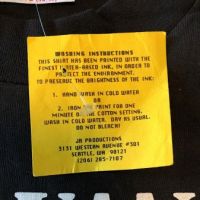 WASHING INSTRUCTIONS
THIS SHIRT HAS BEEN PRINTED WITH THE
FINEST WATER-BASED INK, IN ORDER TO
PROTECT THE ENVIRONMENT.
TO PRESERVE THE BRIGHTNESS OF THE INK:
1. HAND WASH IN COLD WATER
OR
2. IRON PRINT FOR ONE
MINUTE ON COTTON SETTING.
WASH IN COLD WATER. DRY AS USUAL.
DO NOT BLEACH!
JR PRODUCTIONS
3131 WESTERN AVENUE #301
SEATTLE, WA 98121
(206) 285-7187